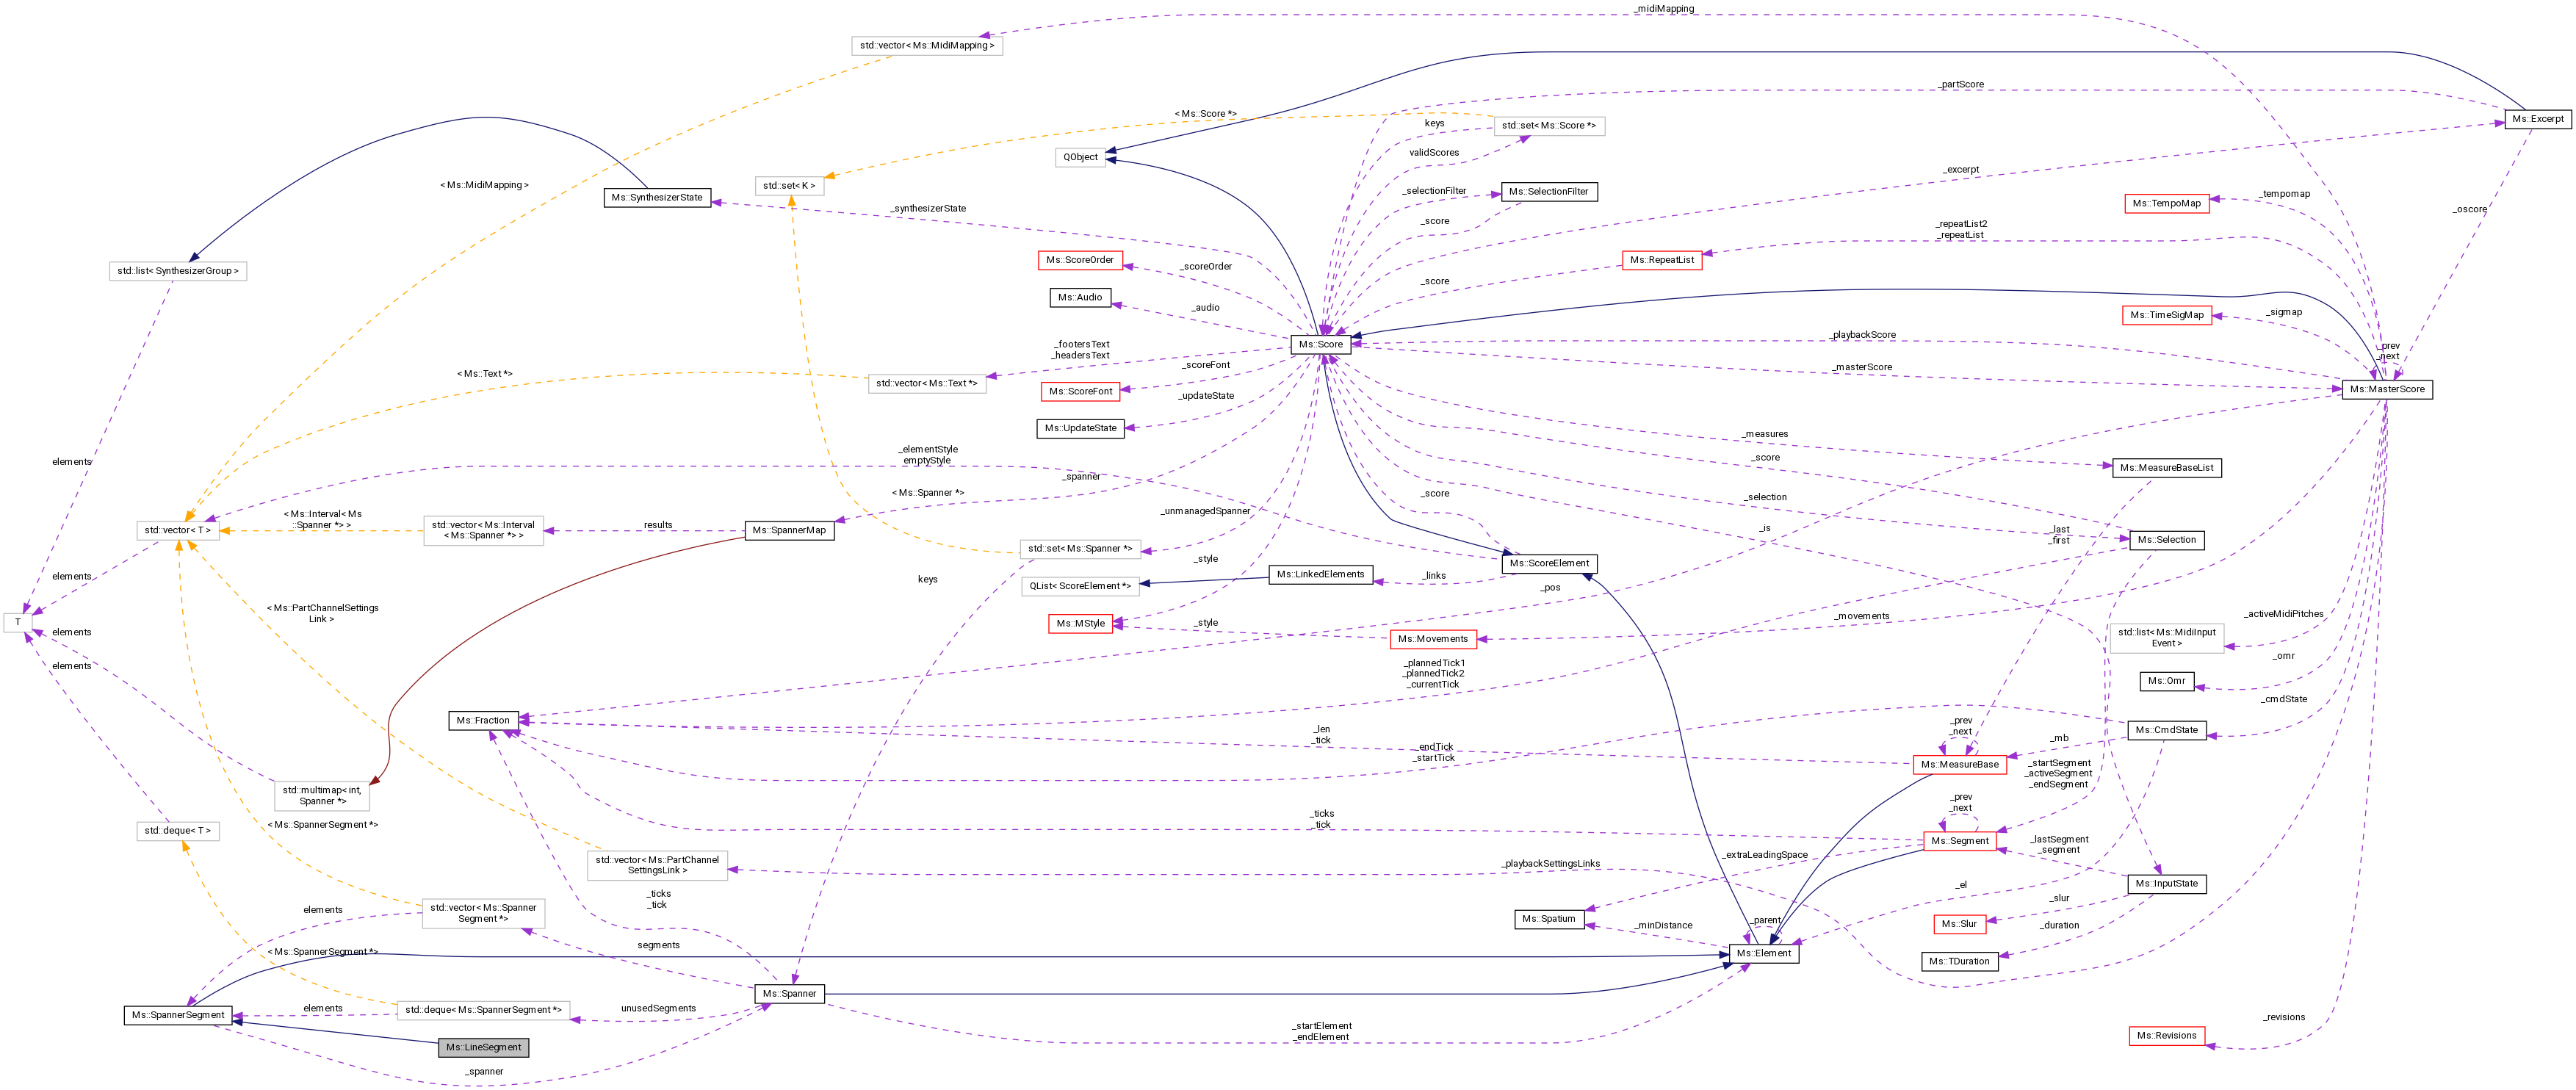 _midiMapping
std::vector< Ms::MidiMapping >
_partScore
< Ms::Score *>
keys
std::set< Ms::Score *>
Ms::Excerpt
validScores
QObject
_excerpt
< Ms::MidiMapping >
std::set< K >
_selectionFilter
Ms::SelectionFilter
_tempomap
Ms::SynthesizerState
Ms::TempoMap
_synthesizerState
_oscore
_score
_repeatList2
_repeatList
Ms::ScoreOrder
_scoreOrder
Ms::RepeatList
std::list< SynthesizerGroup >
_score
Ms::Audio
_audio
_sigmap
Ms::TimeSigMap
_playbackScore
Ms::Score
_footersText
_headersText
_prev
_next
_scoreFont
_masterScore
< Ms::Text *>
std::vector< Ms::Text *>
Ms::ScoreFont
Ms::MasterScore
_updateState
Ms::UpdateState
_measures
_elementStyle
emptyStyle
_score
elements
Ms::MeasureBaseList
_spanner
< Ms::Spanner *>
_score
_selection
_unmanagedSpanner
< Ms::Interval< Ms
::Spanner *> >
std::vector< T >
std::vector< Ms::Interval
< Ms::Spanner *> >
results
Ms::SpannerMap
_is
_last
_first
Ms::Selection
std::set< Ms::Spanner *>
_style
Ms::ScoreElement
elements
keys
QList< ScoreElement *>
Ms::LinkedElements
_links
_pos
< Ms::PartChannelSettings
Link >
T
Ms::MStyle
_style
Ms::Movements
_movements
_activeMidiPitches
std::list< Ms::MidiInput
Event >
elements
_omr
elements
_plannedTick1
_plannedTick2
_currentTick
Ms::Omr
_cmdState
Ms::Fraction
_len
_tick
_prev
_next
Ms::CmdState
_mb
_endTick
_startTick
Ms::MeasureBase
_startSegment
_activeSegment
_endSegment
std::multimap< int,
Spanner *>
_prev
_next
std::deque< T >
< Ms::SpannerSegment *>
_ticks
_tick
Ms::Segment
_lastSegment
_segment
std::vector< Ms::PartChannel
SettingsLink >
_playbackSettingsLinks
_extraLeadingSpace
_el
Ms::InputState
_ticks
_tick
_slur
elements
std::vector< Ms::Spanner
Segment *>
Ms::Spatium
_parent
Ms::Slur
_minDistance
_duration
segments
< Ms::SpannerSegment *>
Ms::Element
Ms::TDuration
Ms::Spanner
Ms::SpannerSegment
elements
std::deque< Ms::SpannerSegment *>
unusedSegments
_revisions
_startElement
_endElement
Ms::Revisions
Ms::LineSegment
_spanner